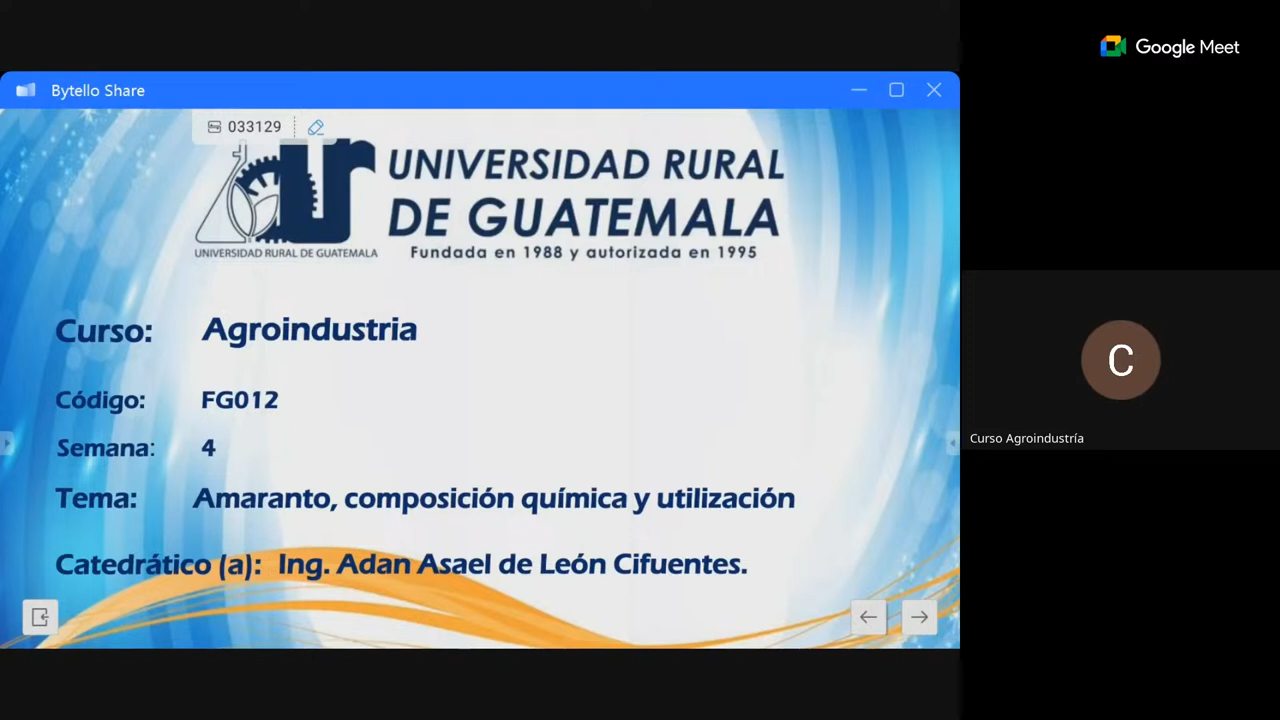 Google Meet
Bytello Share
033129
UNIVERSIDAD RURAL
DE GUATEMALA
Fundada en 1988 y autorizada en 1995
UNIVERSIDAD RURAL DE GUATEMALA
Curso: Agroindustria
Código: FG012
Semana: 4
Tema: Amaranto, composición química y utilización
Catedrático (a): Ing. Adan Asael de León Cifuentes.
C
Curso Agroindustría